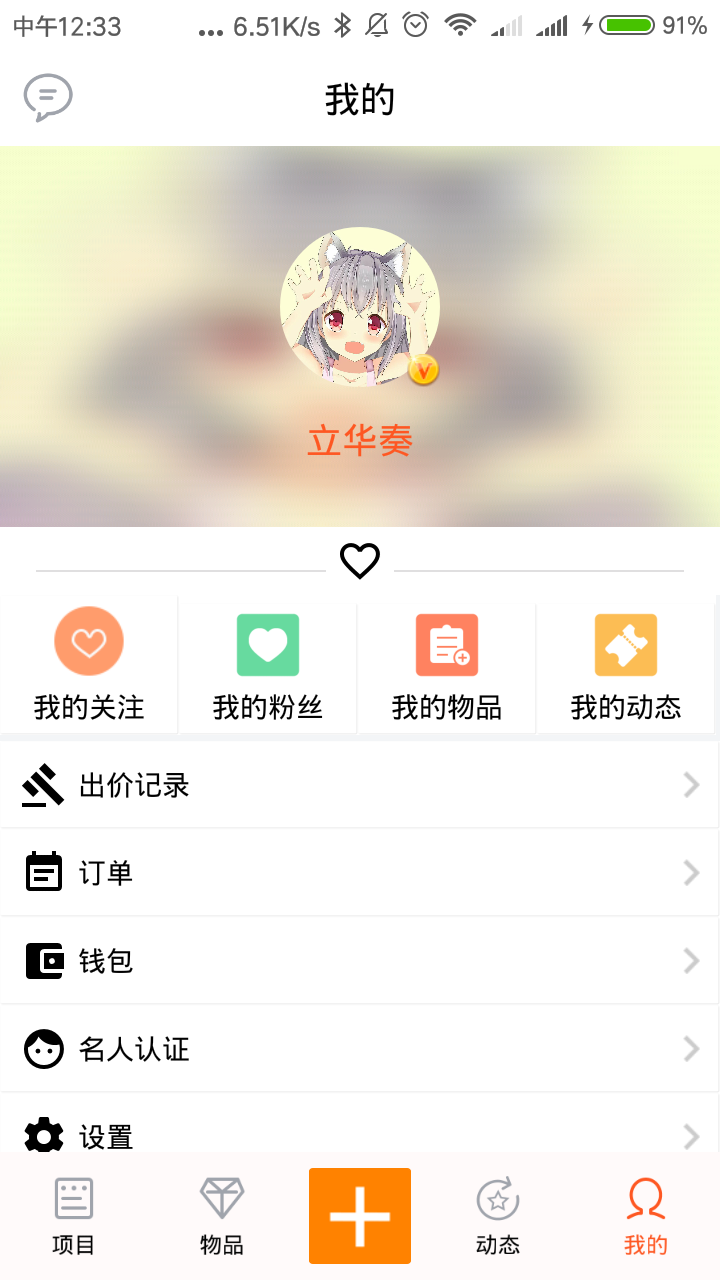 中午12:33 ... 6.51K/s 91%
我的
V
立华奏
我的关注 我的粉丝 我的物品 我的动态
出价记录
订单
钱包
名人认证
设置
项目 物品 动态 我的